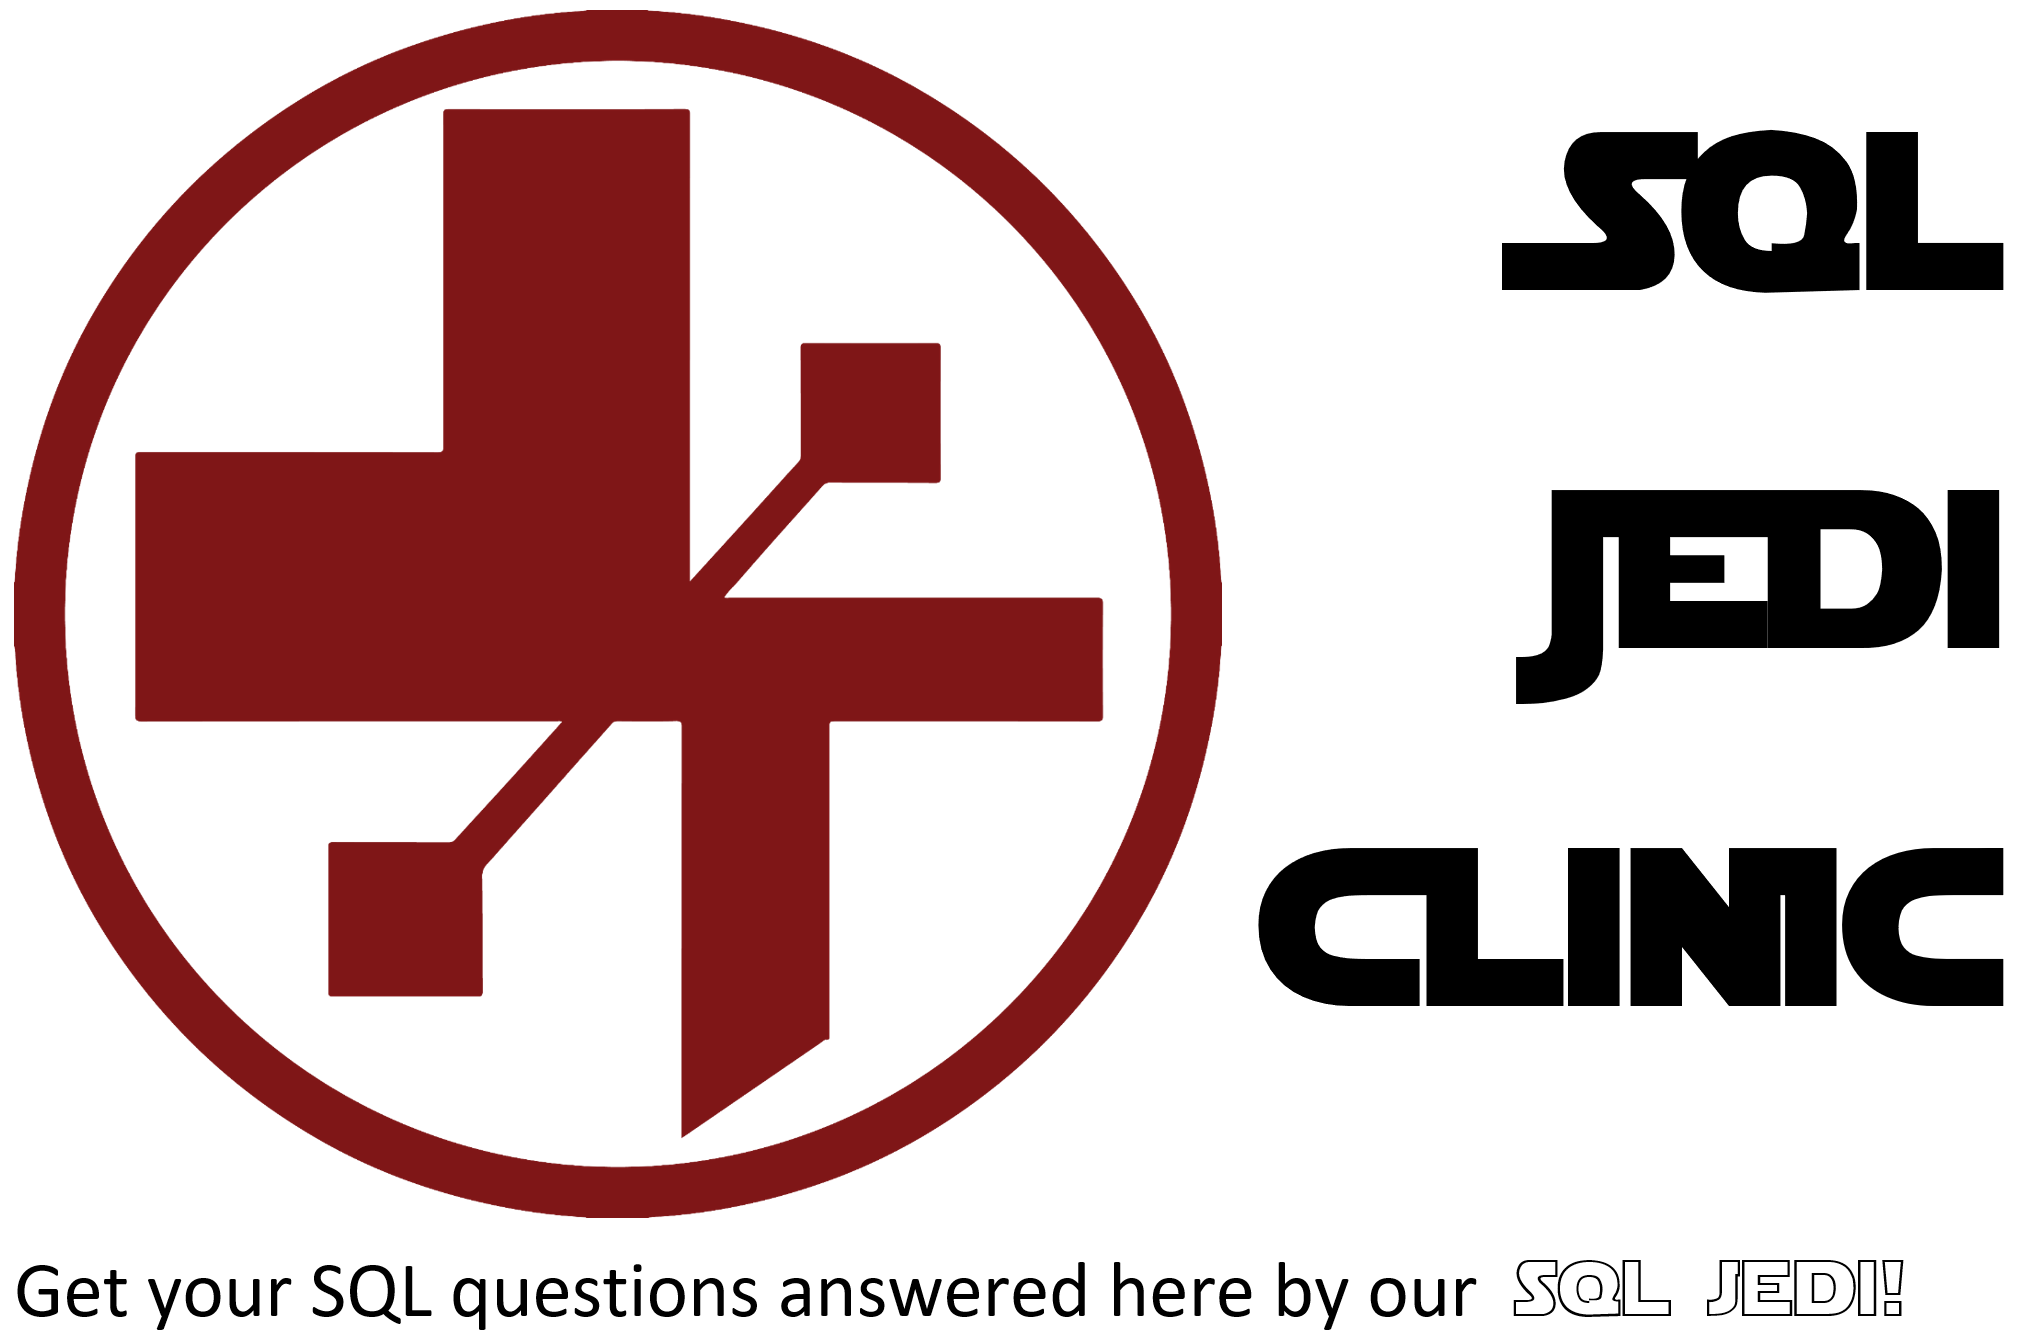 SQL
JEDI
CLINIC
Get your SQL questions answered here by our SQL JEDI!